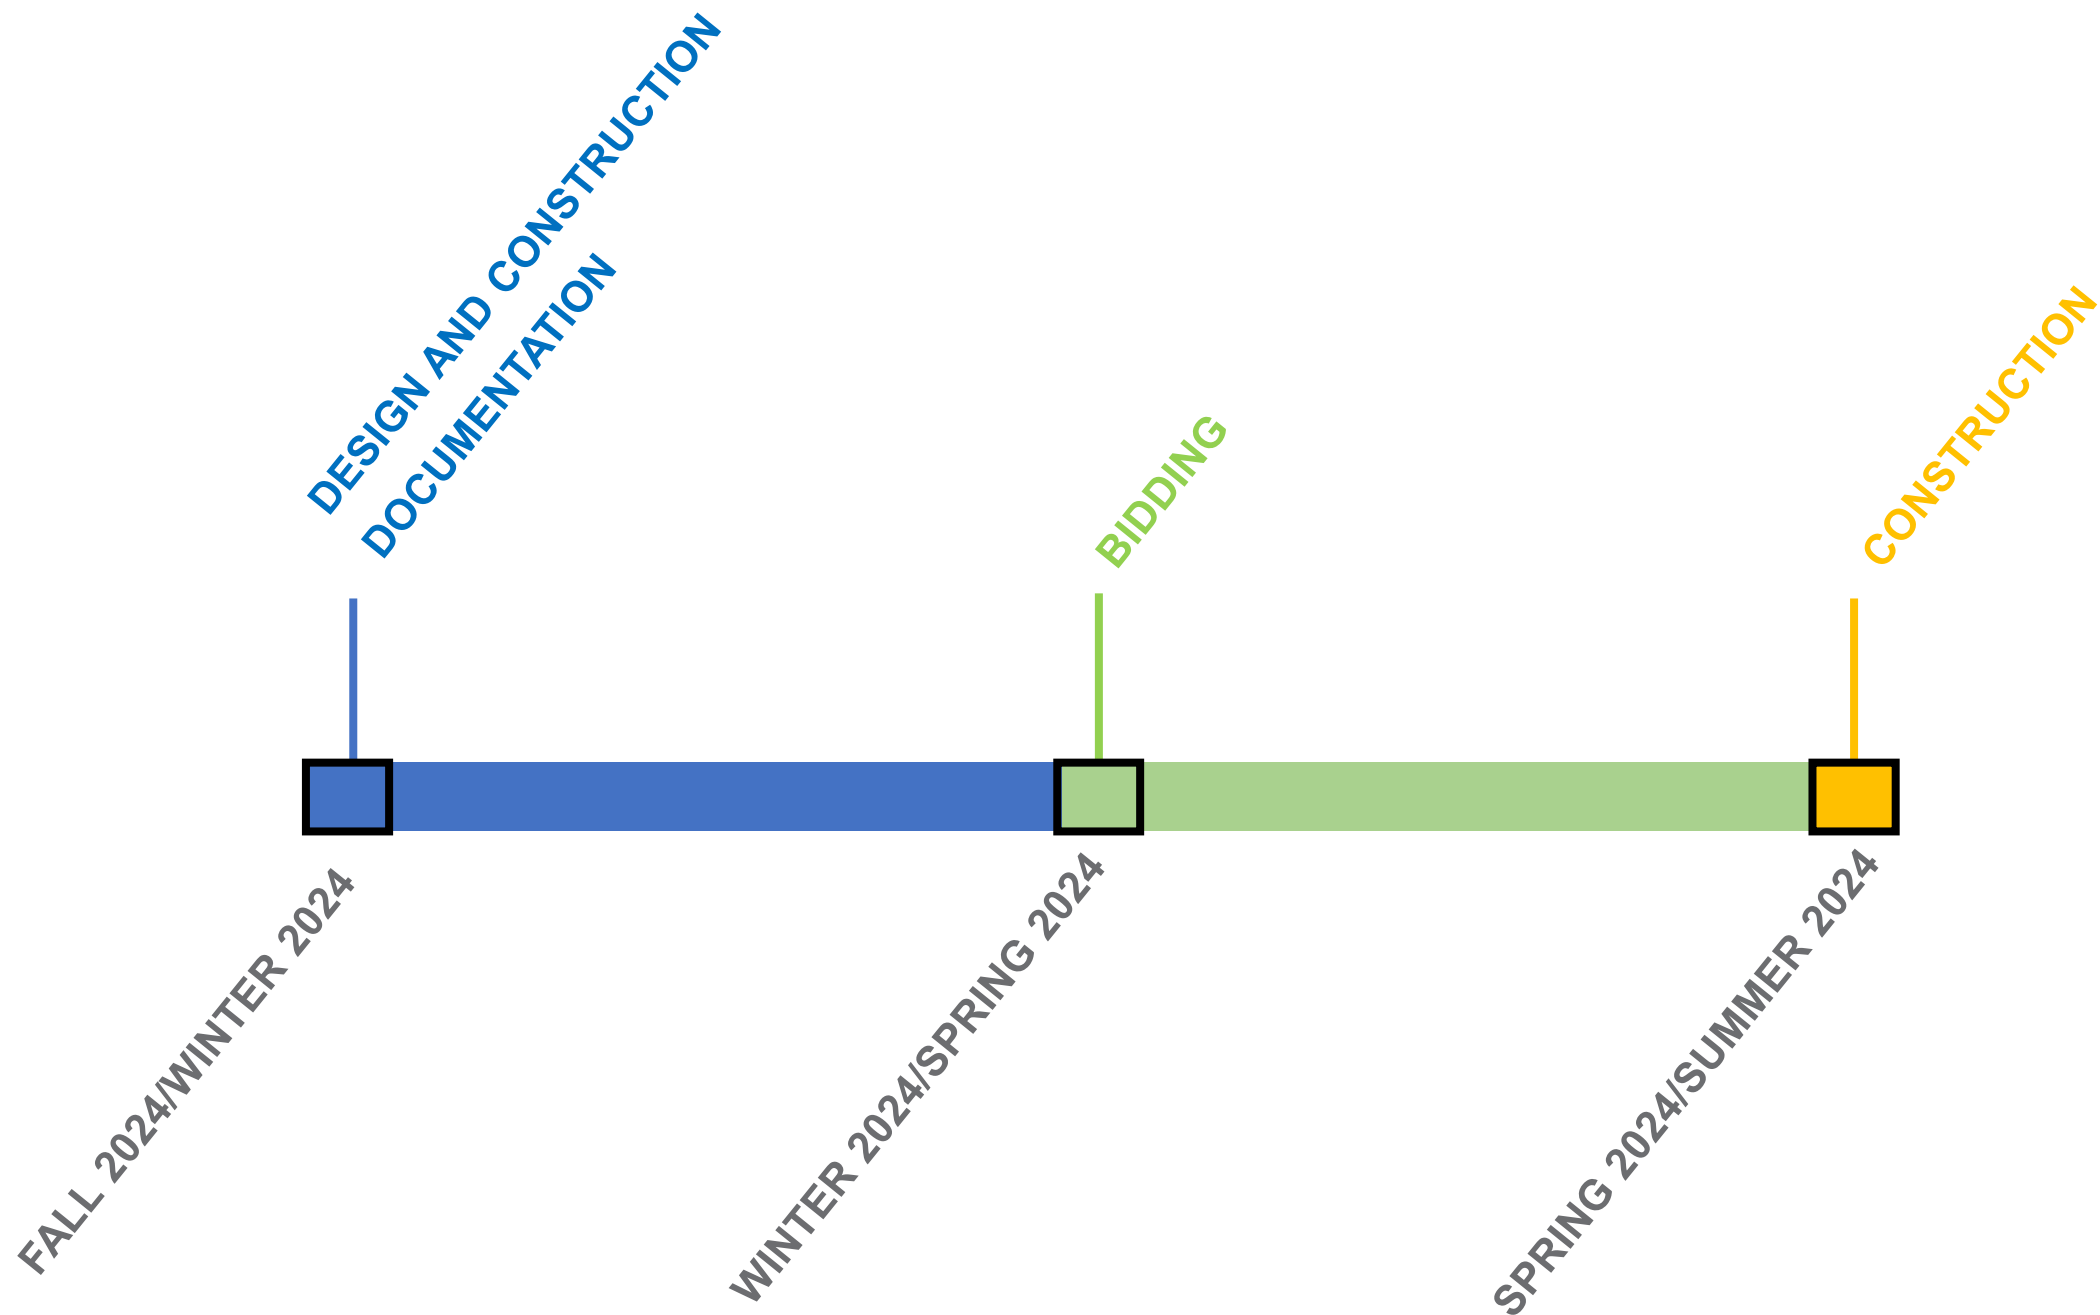 DESIGN AND CONSTRUCTION
DOCUMENTATION
BIDDING
CONSTRUCTION
FALL 2024/WINTER 2024
WINTER 2024/SPRING 2024
SPRING 2024/SUMMER 2024